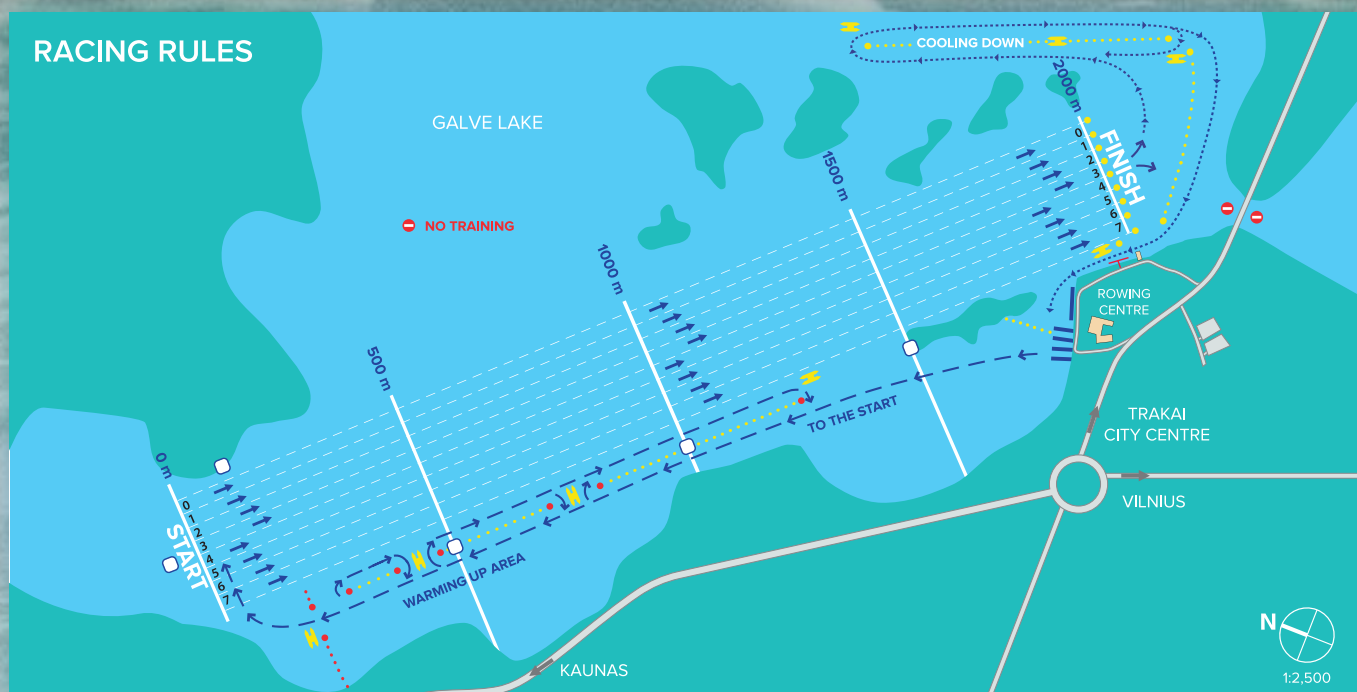 RACING RULES
GALVE LAKE
NO TRAINING
COOLING DOWN
2000 m
FINISH
0
1
2
3
4
5
6
7
1500 m
1000 m
500 m
0 m
START
0
1
2
3
4
5
6
7
ROWING
CENTRE
TO THE START
WARMING UP AREA
TRAKAI
CITY CENTRE
VILNIUS
KAUNAS
N
1:2,500